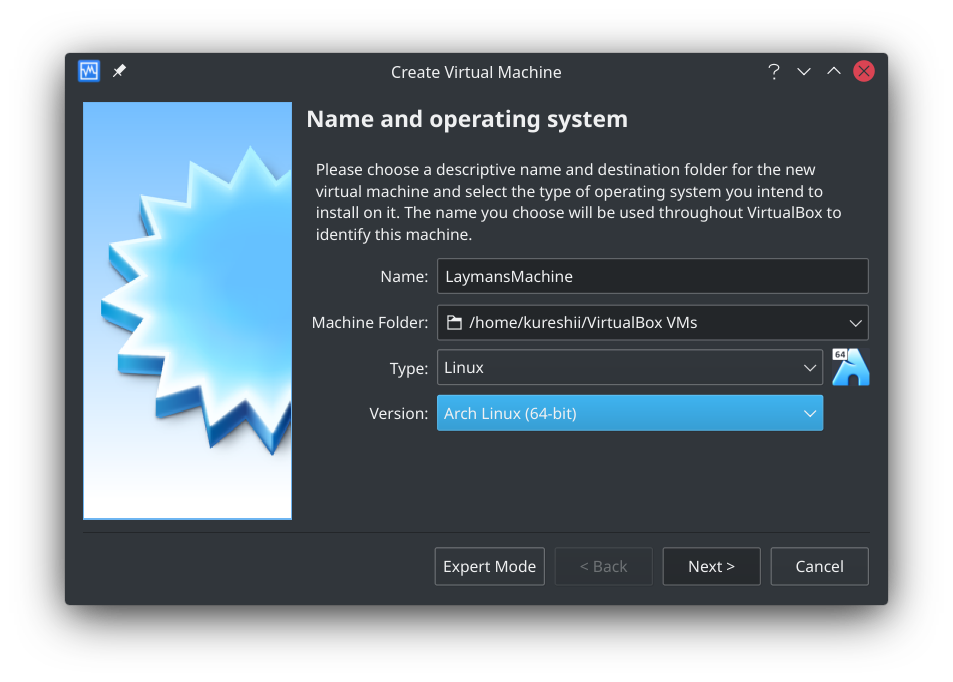 Create Virtual Machine
Name and operating system
Please choose a descriptive name and destination folder for the new
virtual machine and select the type of operating system you intend to
install on it. The name you choose will be used throughout VirtualBox to
identify this machine.
Name: LaymansMachine
Machine Folder: /home/kureshii/VirtualBox VMs
Type: Linux
64
Version: Arch Linux (64-bit)
Expert Mode < Back Next > Cancel